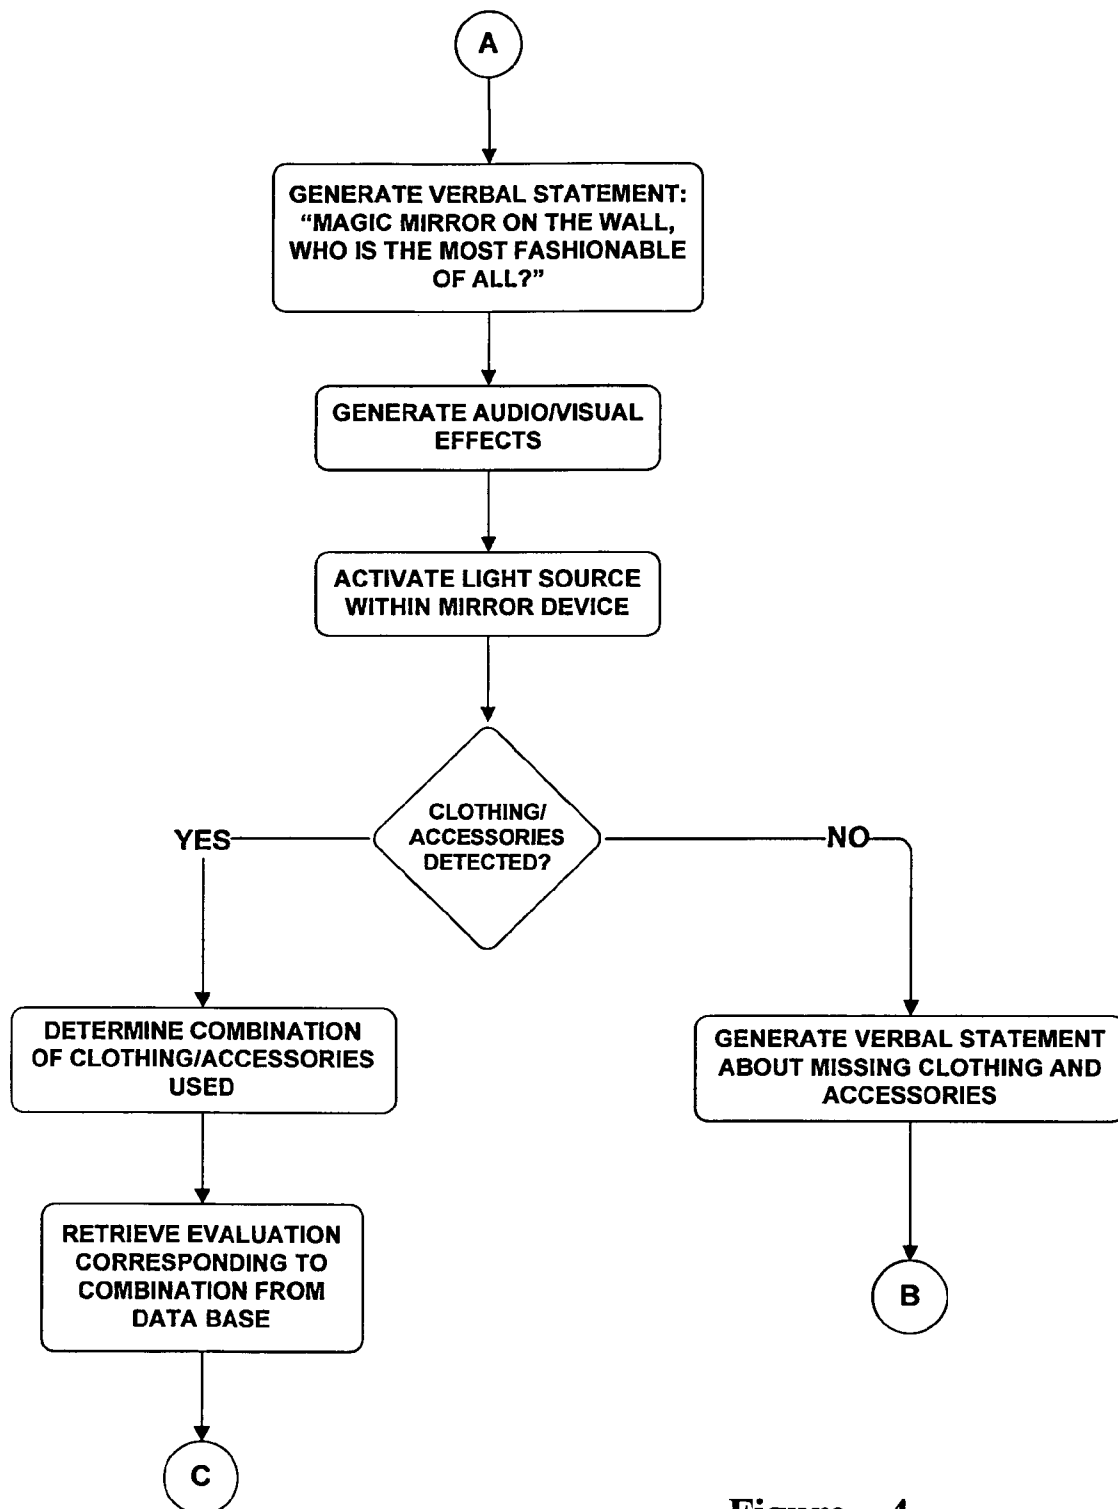 A
GENERATE VERBAL STATEMENT:
“MAGIC MIRROR ON THE WALL,
WHO IS THE MOST FASHIONABLE
OF ALL?”
GENERATE AUDIO/VISUAL
EFFECTS
ACTIVATE LIGHT SOURCE
WITHIN MIRROR DEVICE
CLOTHING/
ACCESSORIES
DETECTED?
YES
NO
DETERMINE COMBINATION
OF CLOTHING/ACCESSORIES
USED
GENERATE VERBAL STATEMENT
ABOUT MISSING CLOTHING AND
ACCESSORIES
RETRIEVE EVALUATION
CORRESPONDING TO
COMBINATION FROM
DATA BASE
B
C
Figure 4